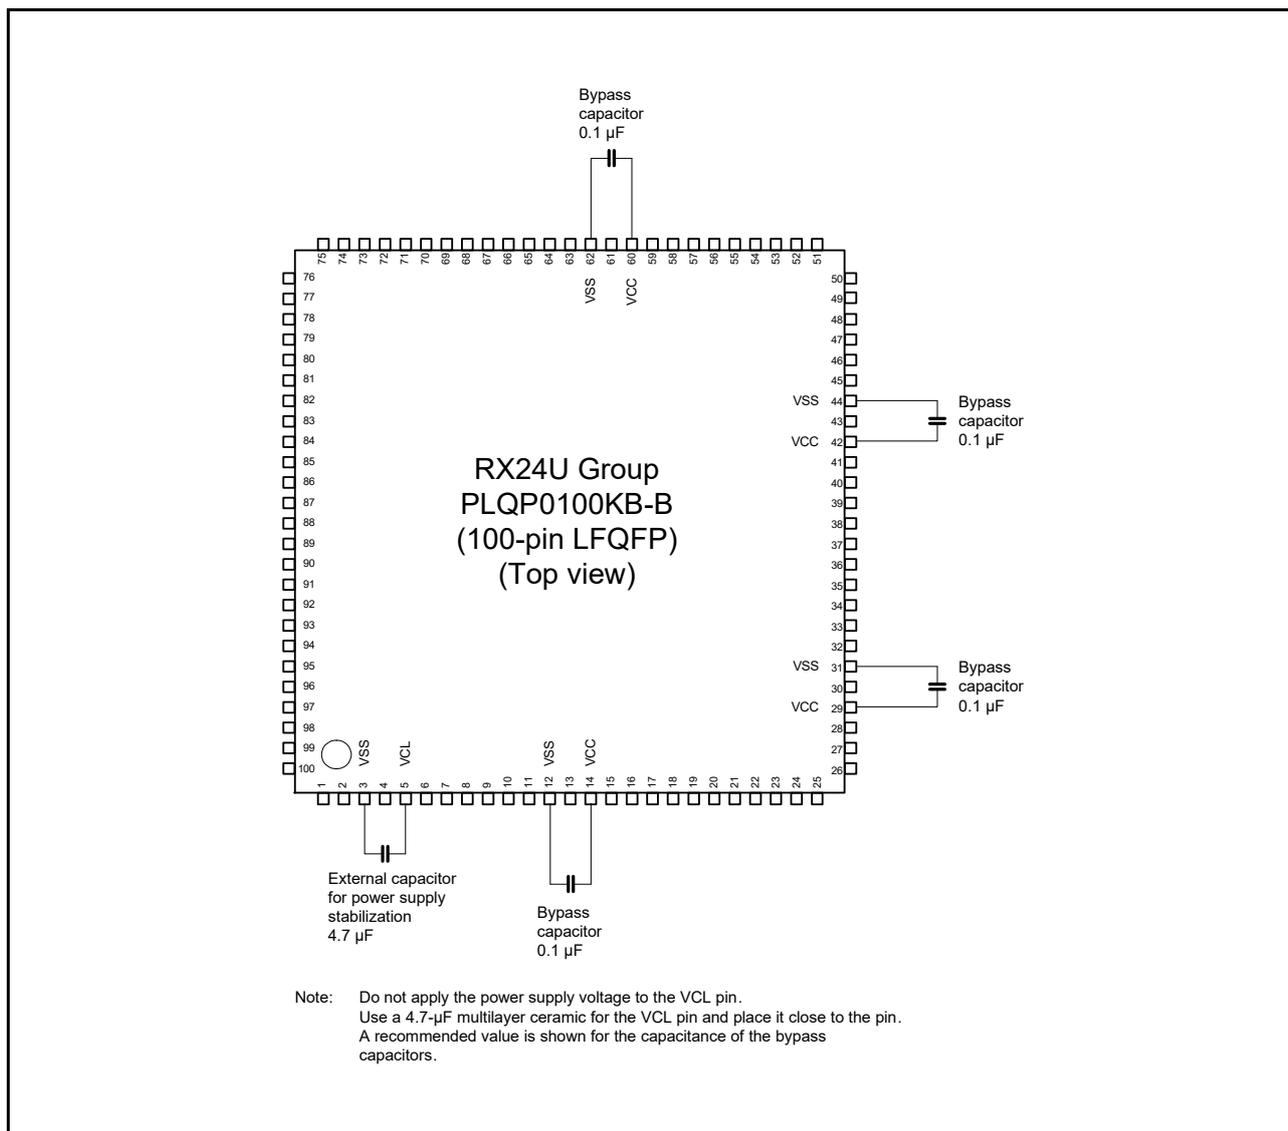 Bypass
capacitor
0.1 µF
75 74 73 72 71 70 69 68 67 66 65 64 63 62 61 60 59 58 57 56 55 54 53 52 51
VSS
VCC
76
77
78
79
80
81
82
83
84
85
86
87
88
89
90
91
92
93
94
95
96
97
98
99
100
RX24U Group
PLQP0100KB-B
(100-pin LFQFP)
(Top view)
50
49
48
47
46
45
VSS 44
43
VCC 42
41
40
39
38
37
36
35
34
33
32
VSS 31
30
VCC 29
28
27
26
Bypass
capacitor
0.1 µF
Bypass
capacitor
0.1 µF
VSS
VCL
VSS
VCC
1 2 3 4 5 6 7 8 9 10 11 12 13 14 15 16 17 18 19 20 21 22 23 24 25
External capacitor
for power supply
stabilization
4.7 µF
Bypass
capacitor
0.1 µF
Note: Do not apply the power supply voltage to the VCL pin.
Use a 4.7-µF multilayer ceramic for the VCL pin and place it close to the pin.
A recommended value is shown for the capacitance of the bypass
capacitors.